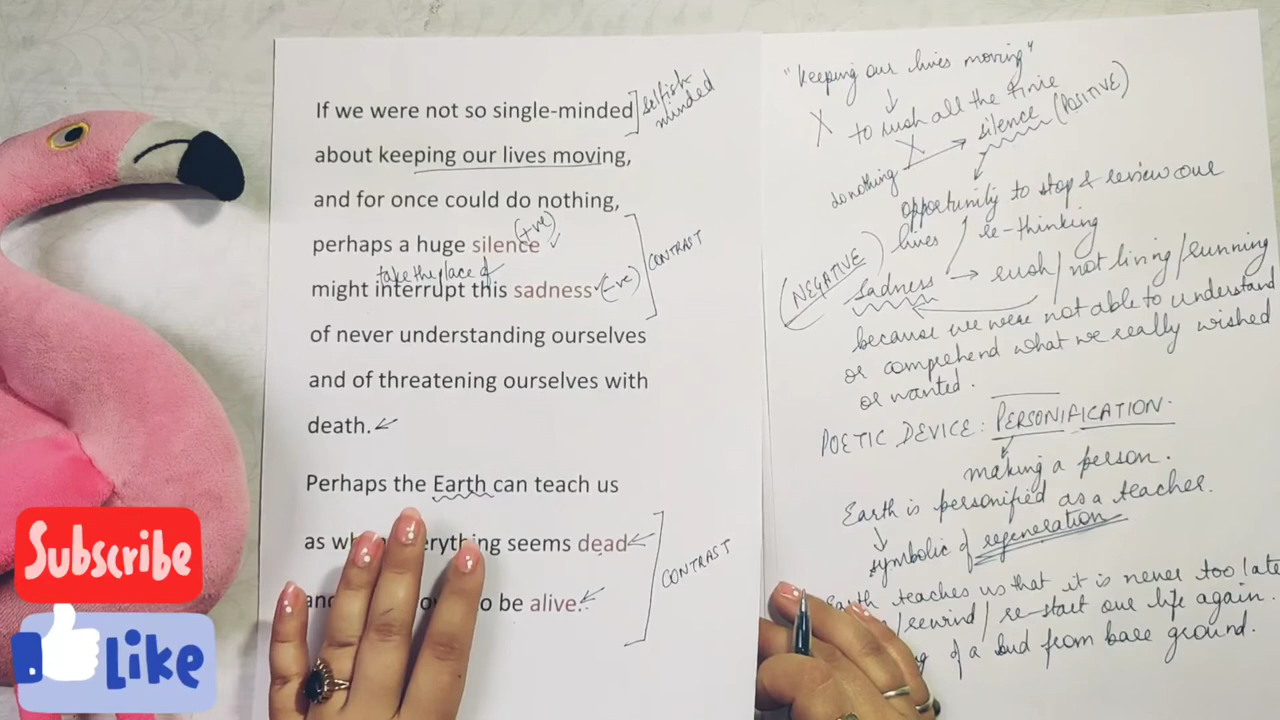 If we were not so single-minded
selfish-
minded
about keeping our lives moving,
and for once could do nothing,
(+ve)
perhaps a huge silence
take the place of
might interrupt this sadness (-ve)
CONTRAST
of never understanding ourselves
and of threatening ourselves with
death.
Perhaps the Earth can teach us
as when everything seems dead
and to be alive.
CONTRAST
"Keeping our lives moving"
X to rush all the time
X
do nothing silence (POSITIVE)
opportunity to stop & review our
lives re-thinking
(NEGATIVE)
Sadness → rush/not living/running
because we were not able to understand
or comprehend what we really wished
or wanted.
POETIC DEVICE: PERSONIFICATION.
making a person.
Earth is personified as a teacher.
symbolic of regeneration
Earth teaches us that it is never too late
/rewind/re-start our life again.
of a bud from bare ground.
Subscribe
Like